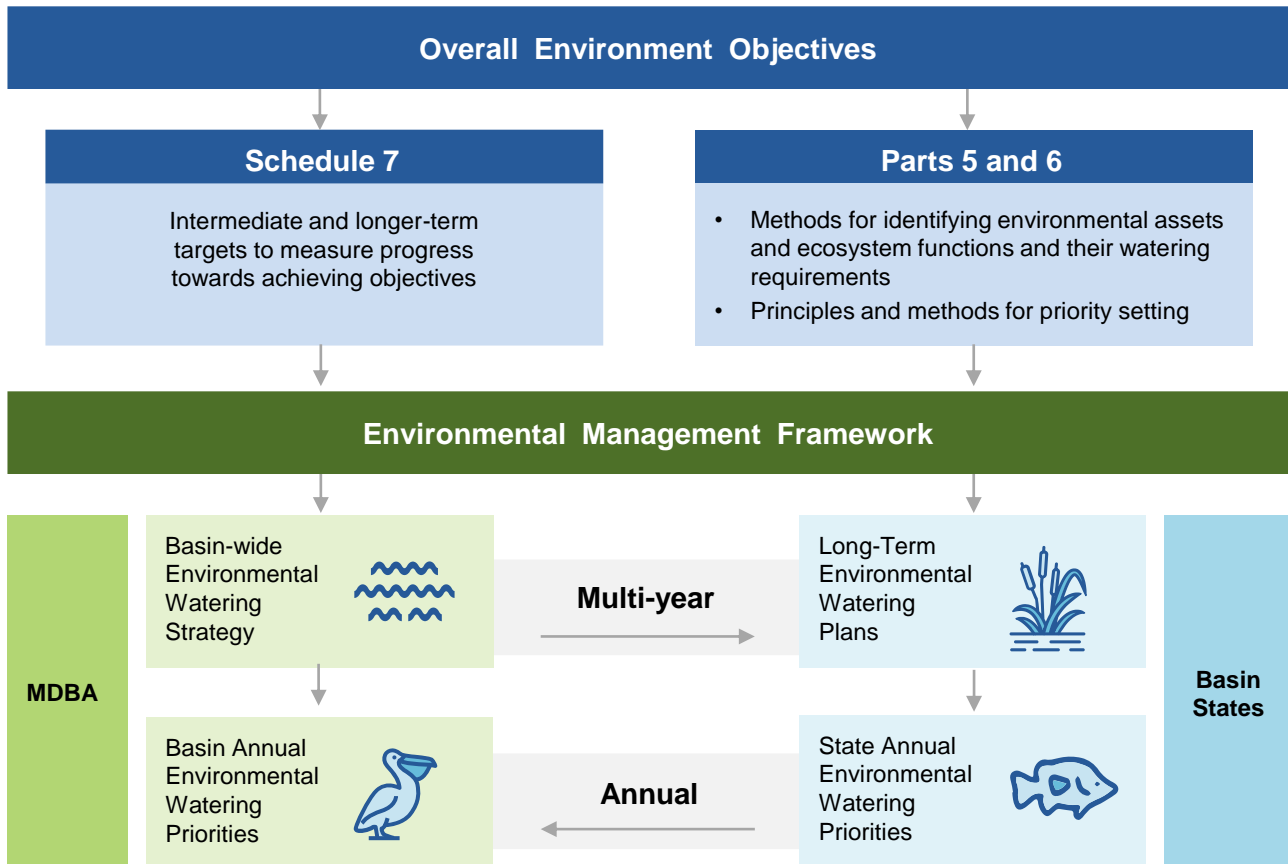 Overall Environment Objectives
Schedule 7
Intermediate and longer-term
targets to measure progress
towards achieving objectives
Parts 5 and 6
• Methods for identifying environmental assets
and ecosystem functions and their watering
requirements
• Principles and methods for priority setting
Environmental Management Framework
MDBA
Basin-wide
Environmental
Watering
Strategy
Multi-year
Long-Term
Environmental
Watering
Plans
Basin
States
Basin Annual
Environmental
Watering
Priorities
Annual
State Annual
Environmental
Watering
Priorities